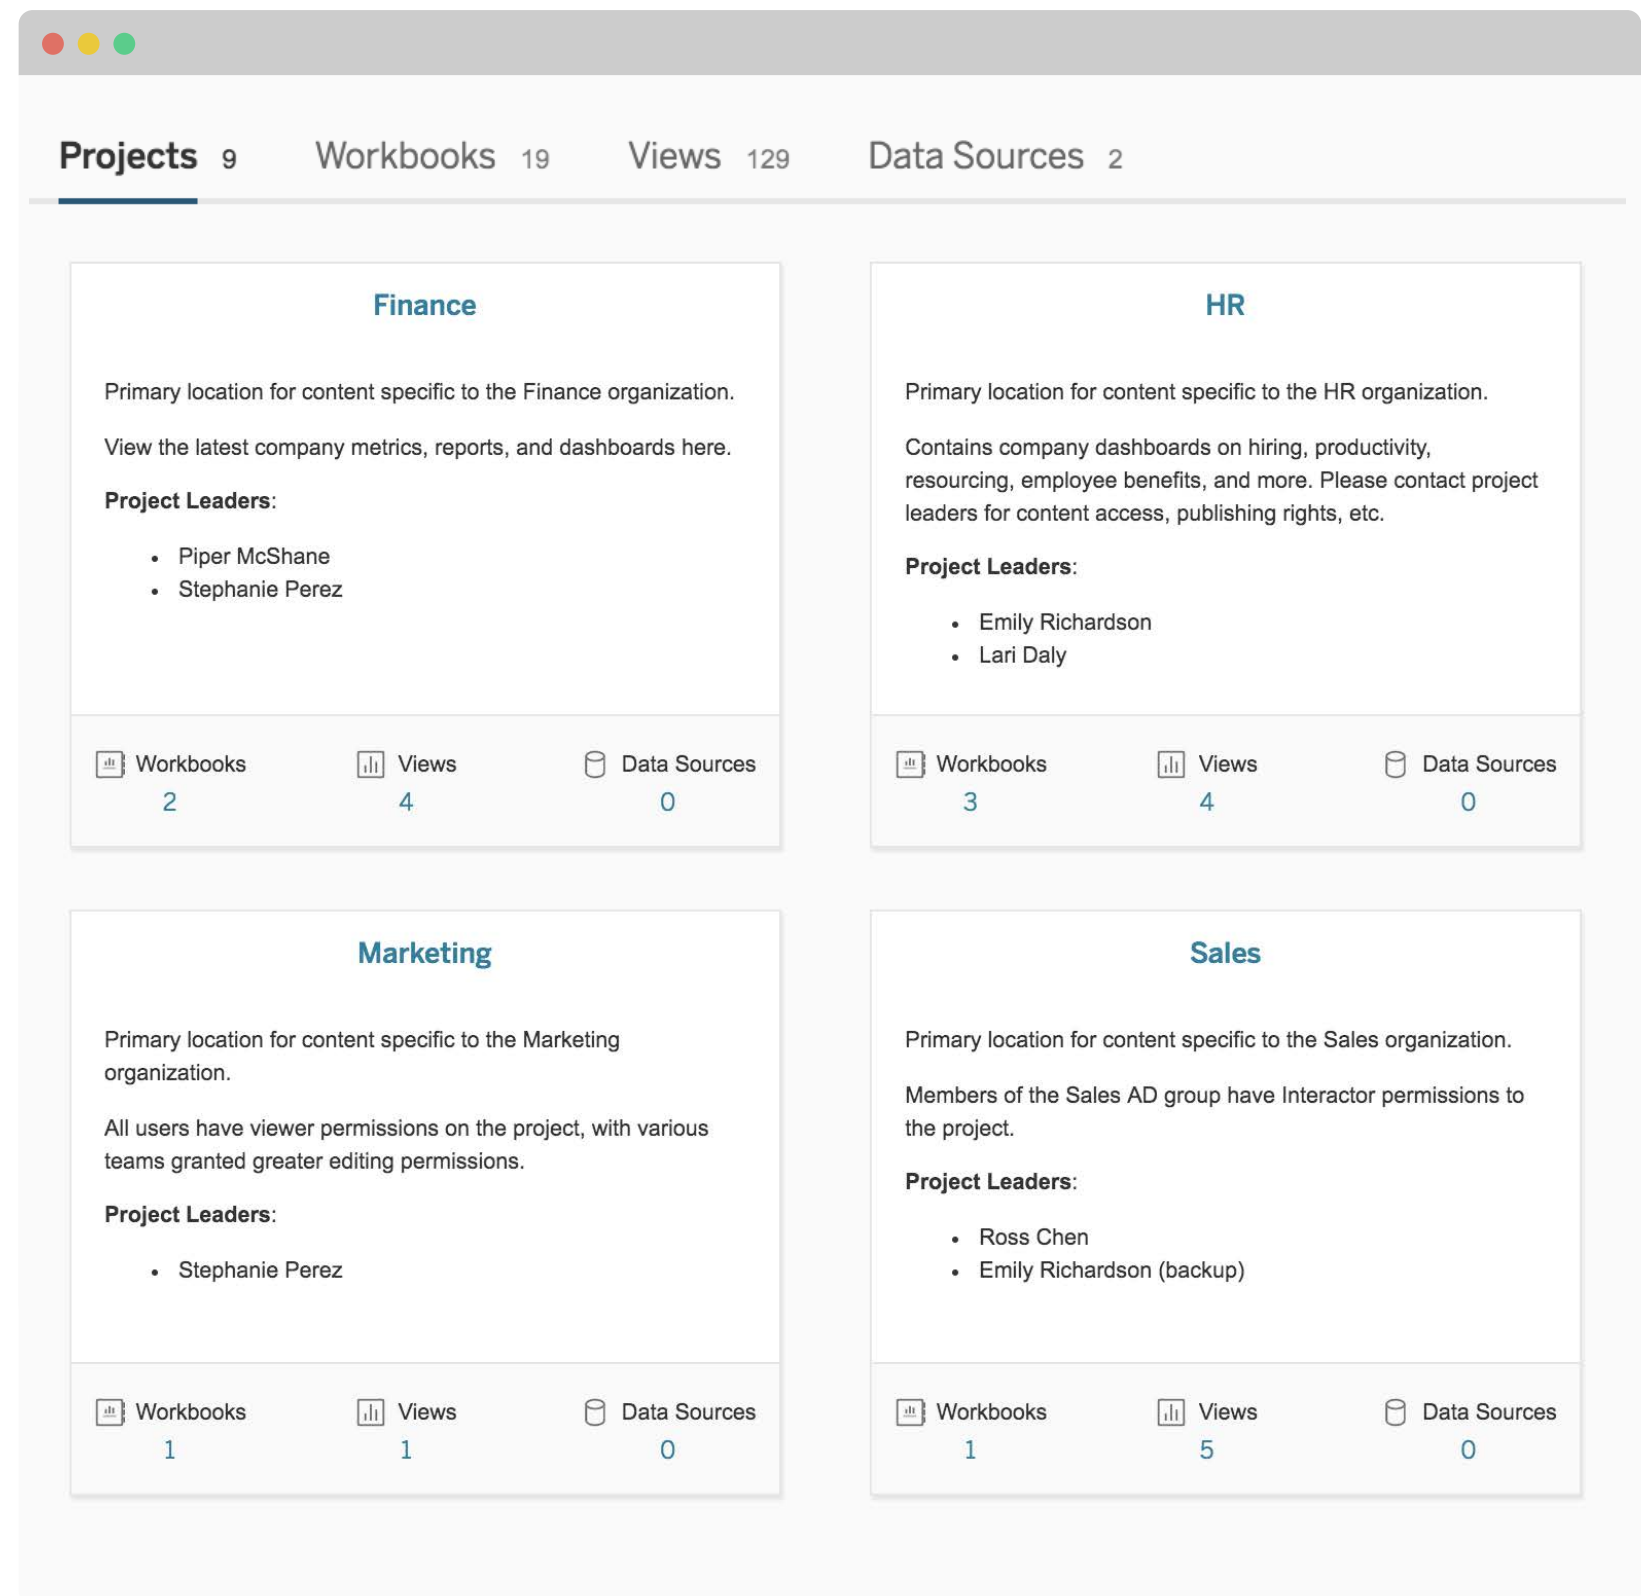 Projects 9 Workbooks 19 Views 129 Data Sources 2
Finance
Primary location for content specific to the Finance organization.
View the latest company metrics, reports, and dashboards here.
Project Leaders:
• Piper McShane
• Stephanie Perez
Workbooks Views Data Sources
2 4 0
HR
Primary location for content specific to the HR organization.
Contains company dashboards on hiring, productivity,
resourcing, employee benefits, and more. Please contact project
leaders for content access, publishing rights, etc.
Project Leaders:
• Emily Richardson
• Lari Daly
Workbooks Views Data Sources
3 4 0
Marketing
Primary location for content specific to the Marketing
organization.
All users have viewer permissions on the project, with various
teams granted greater editing permissions.
Project Leaders:
• Stephanie Perez
Workbooks Views Data Sources
1 1 0
Sales
Primary location for content specific to the Sales organization.
Members of the Sales AD group have Interactor permissions to
the project.
Project Leaders:
• Ross Chen
• Emily Richardson (backup)
Workbooks Views Data Sources
1 5 0